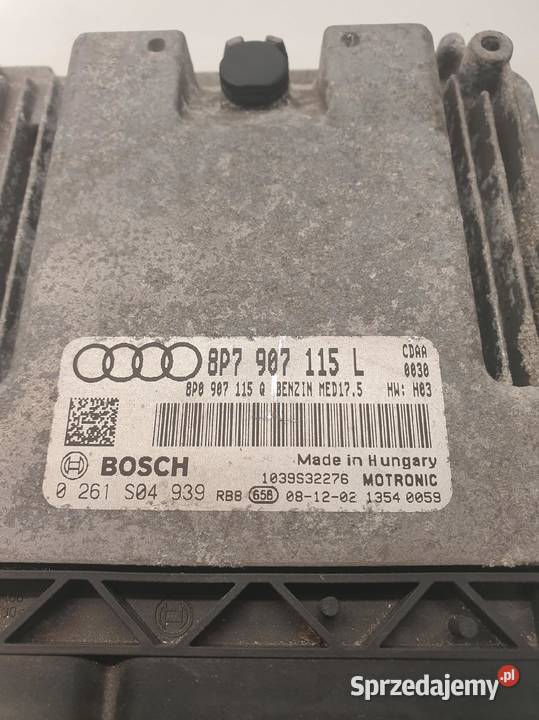 8P7 907 115 L
CDAA
0030
8P0 907 115 Q BENZIN MED17.5
HW: H03
BOSCH
Made in Hungary
1039S32276 MOTRONIC
0 261 S04 939 RB8 658 08-12-02 1354 0059
Sprzedajemy.pl